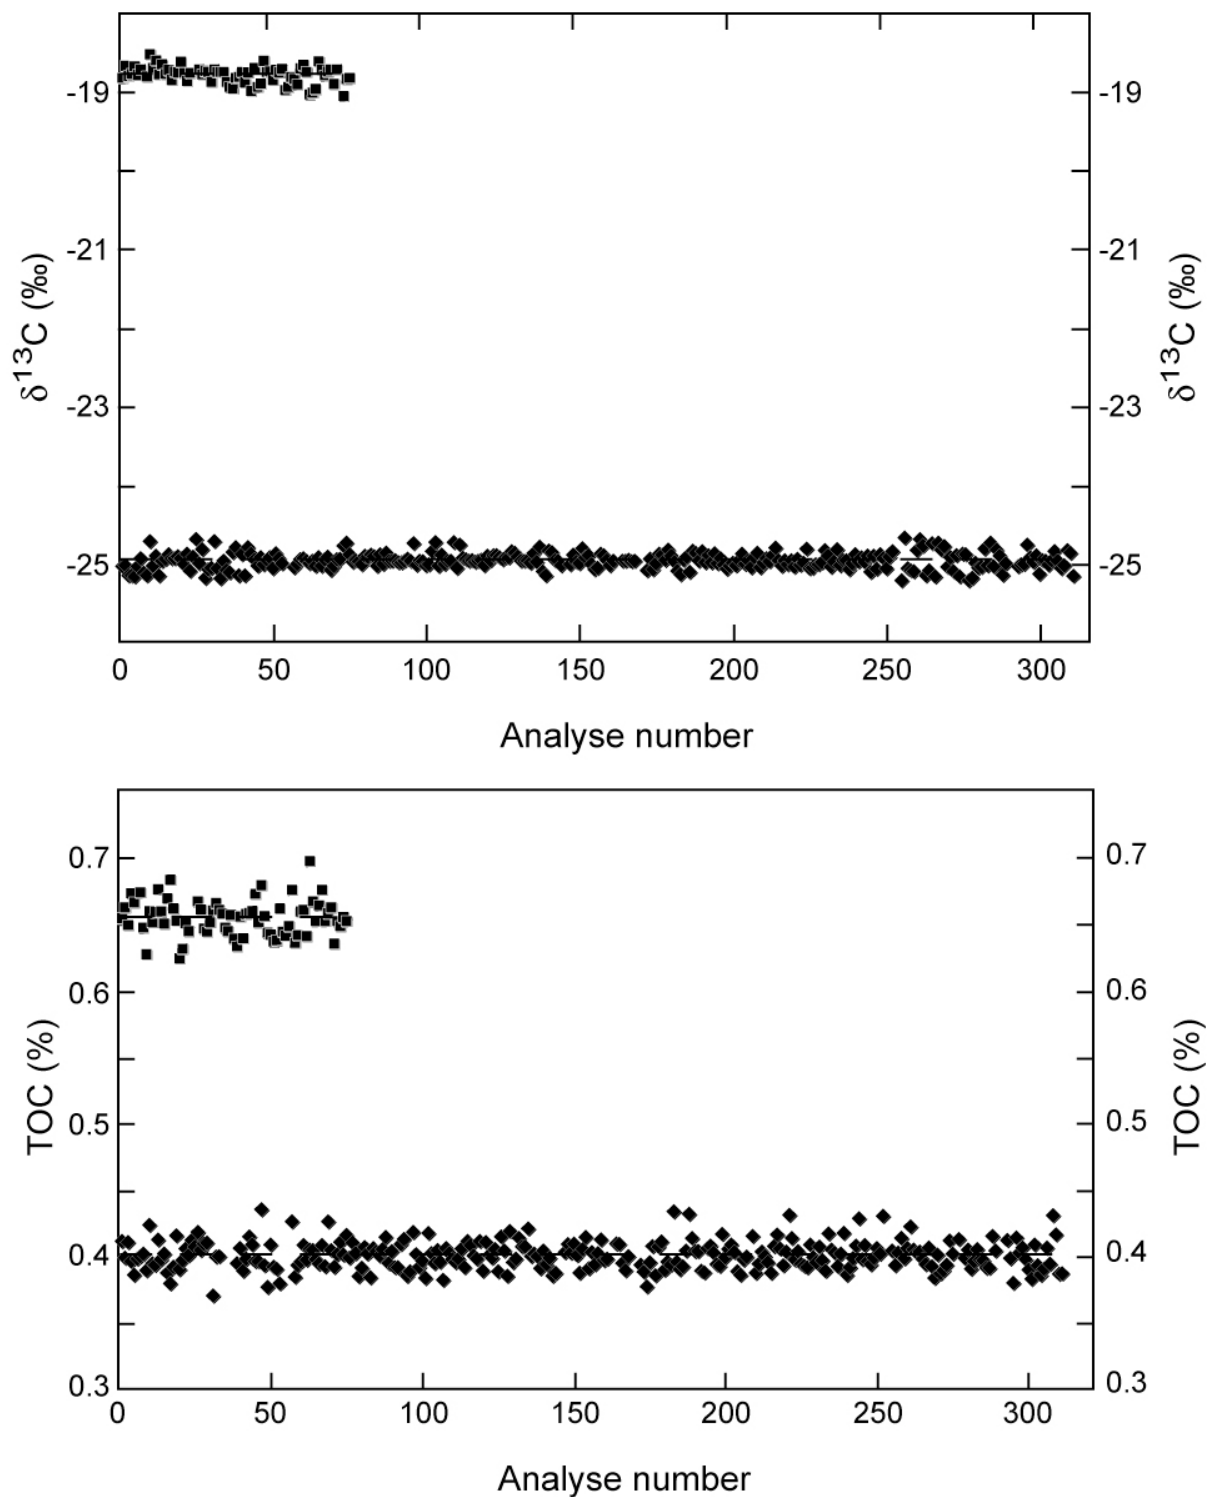 -19 -19
-21 -21
δ13C (‰) δ13C (‰)
-23 -23
-25 -25
0 50 100 150 200 250 300
Analyse number
0.7 0.7
0.6 0.6
TOC (%) TOC (%)
0.5 0.5
0.4 0.4
0.3 0.3
0 50 100 150 200 250 300
Analyse number